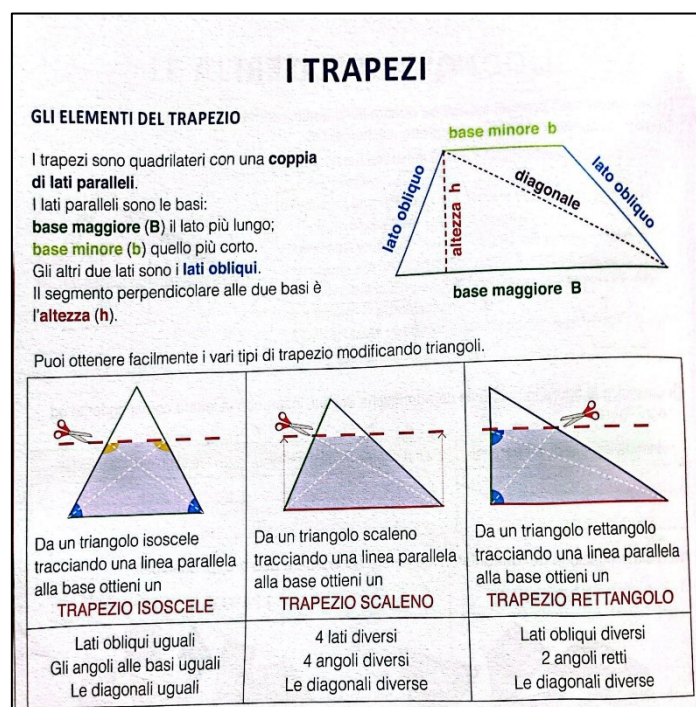 I TRAPEZI
GLI ELEMENTI DEL TRAPEZIO
I trapezi sono quadrilateri con una coppia
di lati paralleli.
I lati paralleli sono le basi:
base maggiore (B) il lato più lungo;
base minore (b) quello più corto.
Gli altri due lati sono i lati obliqui.
Il segmento perpendicolare alle due basi è
l'altezza (h).
base minore b
lato obliquo
altezza h
diagonale
lato obliquo
base maggiore B
Puoi ottenere facilmente i vari tipi di trapezio modificando triangoli.
Da un triangolo isoscele
tracciando una linea parallela
alla base ottieni un
TRAPEZIO ISOSCELE
Da un triangolo scaleno
tracciando una linea parallela
alla base ottieni un
TRAPEZIO SCALENO
Da un triangolo rettangolo
tracciando una linea parallela
alla base ottieni un
TRAPEZIO RETTANGOLO
Lati obliqui uguali
Gli angoli alle basi uguali
Le diagonali uguali
4 lati diversi
4 angoli diversi
Le diagonali diverse
Lati obliqui diversi
2 angoli retti
Le diagonali diverse